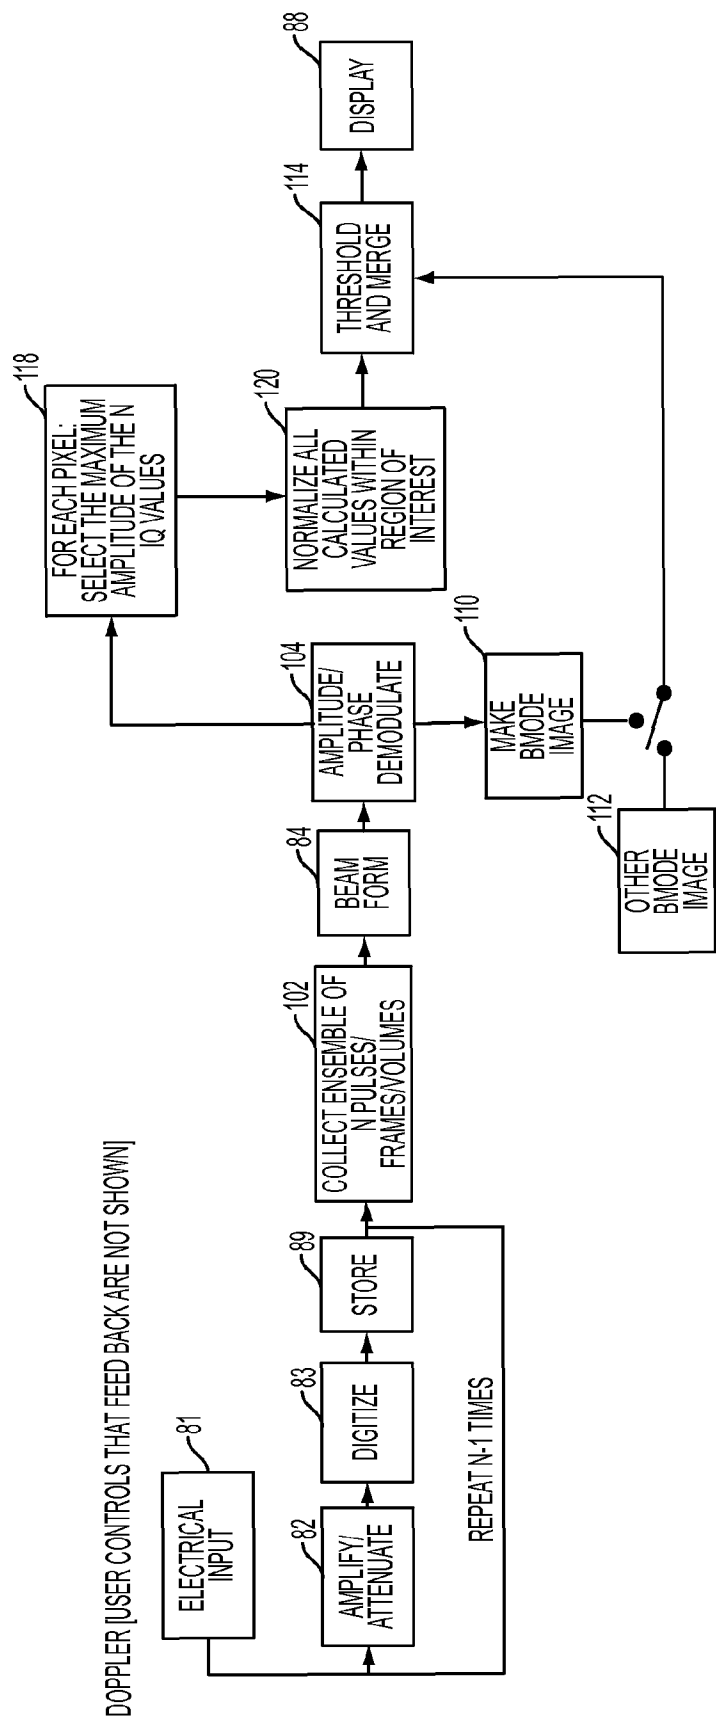 DOPPLER [USER CONTROLS THAT FEED BACK ARE NOT SHOWN]
81
ELECTRICAL
INPUT
82
AMPLIFY/
ATTENUATE
83
DIGITIZE
89
STORE
REPEAT N-1 TIMES
102
COLLECT ENSEMBLE OF
N PULSES/
FRAMES/VOLUMES
84
BEAM
FORM
104
AMPLITUDE/
PHASE
DEMODULATE
118
FOR EACH PIXEL:
SELECT THE MAXIMUM
AMPLITUDE OF THE N
IQ VALUES
120
NORMALIZE ALL
CALCULATED
VALUES WITHIN
REGION OF
INTEREST
110
MAKE
BMODE
IMAGE
112
OTHER
BMODE
IMAGE
114
THRESHOLD
AND MERGE
88
DISPLAY